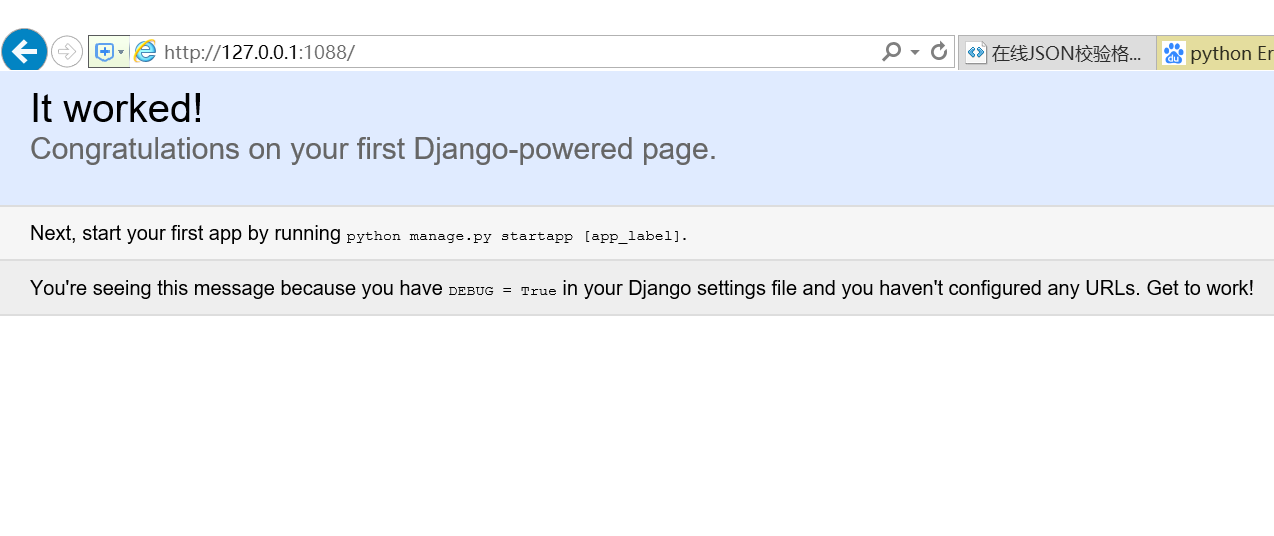 http://127.0.0.1:1088/
在线JSON校验格...
python Er
It worked!
Congratulations on your first Django-powered page.
Next, start your first app by running python manage.py startapp [app_label].
You're seeing this message because you have DEBUG = True in your Django settings file and you haven't configured any URLs. Get to work!